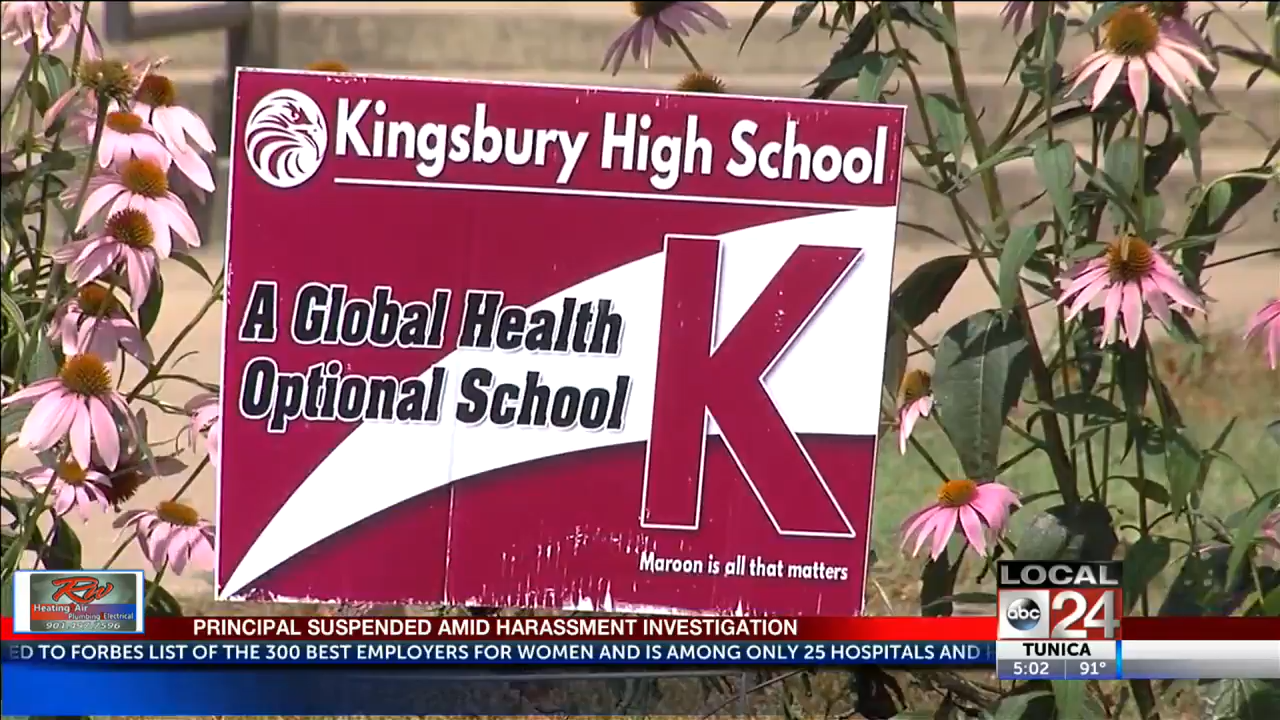 Kingsbury High School
A Global Health
Optional School
K
Maroon is all that matters
RW
Heating Air
Plumbing Electrical
PRINCIPAL SUSPENDED AMID HARASSMENT INVESTIGATION
ED TO FORBES LIST OF THE 300 BEST EMPLOYERS FOR WOMEN AND IS AMONG ONLY 25 HOSPITALS AND
LOCAL
abc 24
TUNICA
5:02 91°